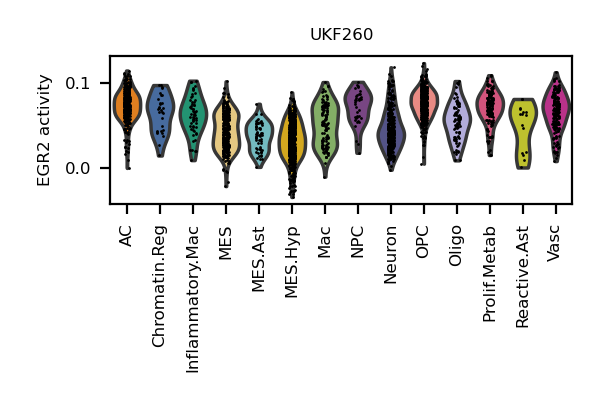 UKF260
EGR2 activity
0.1
0.0
AC
Chromatin.Reg
Inflammatory.Mac
MES
MES.Ast
MES.Hyp
Mac
NPC
Neuron
OPC
Oligo
Prolif.Metab
Reactive.Ast
Vasc